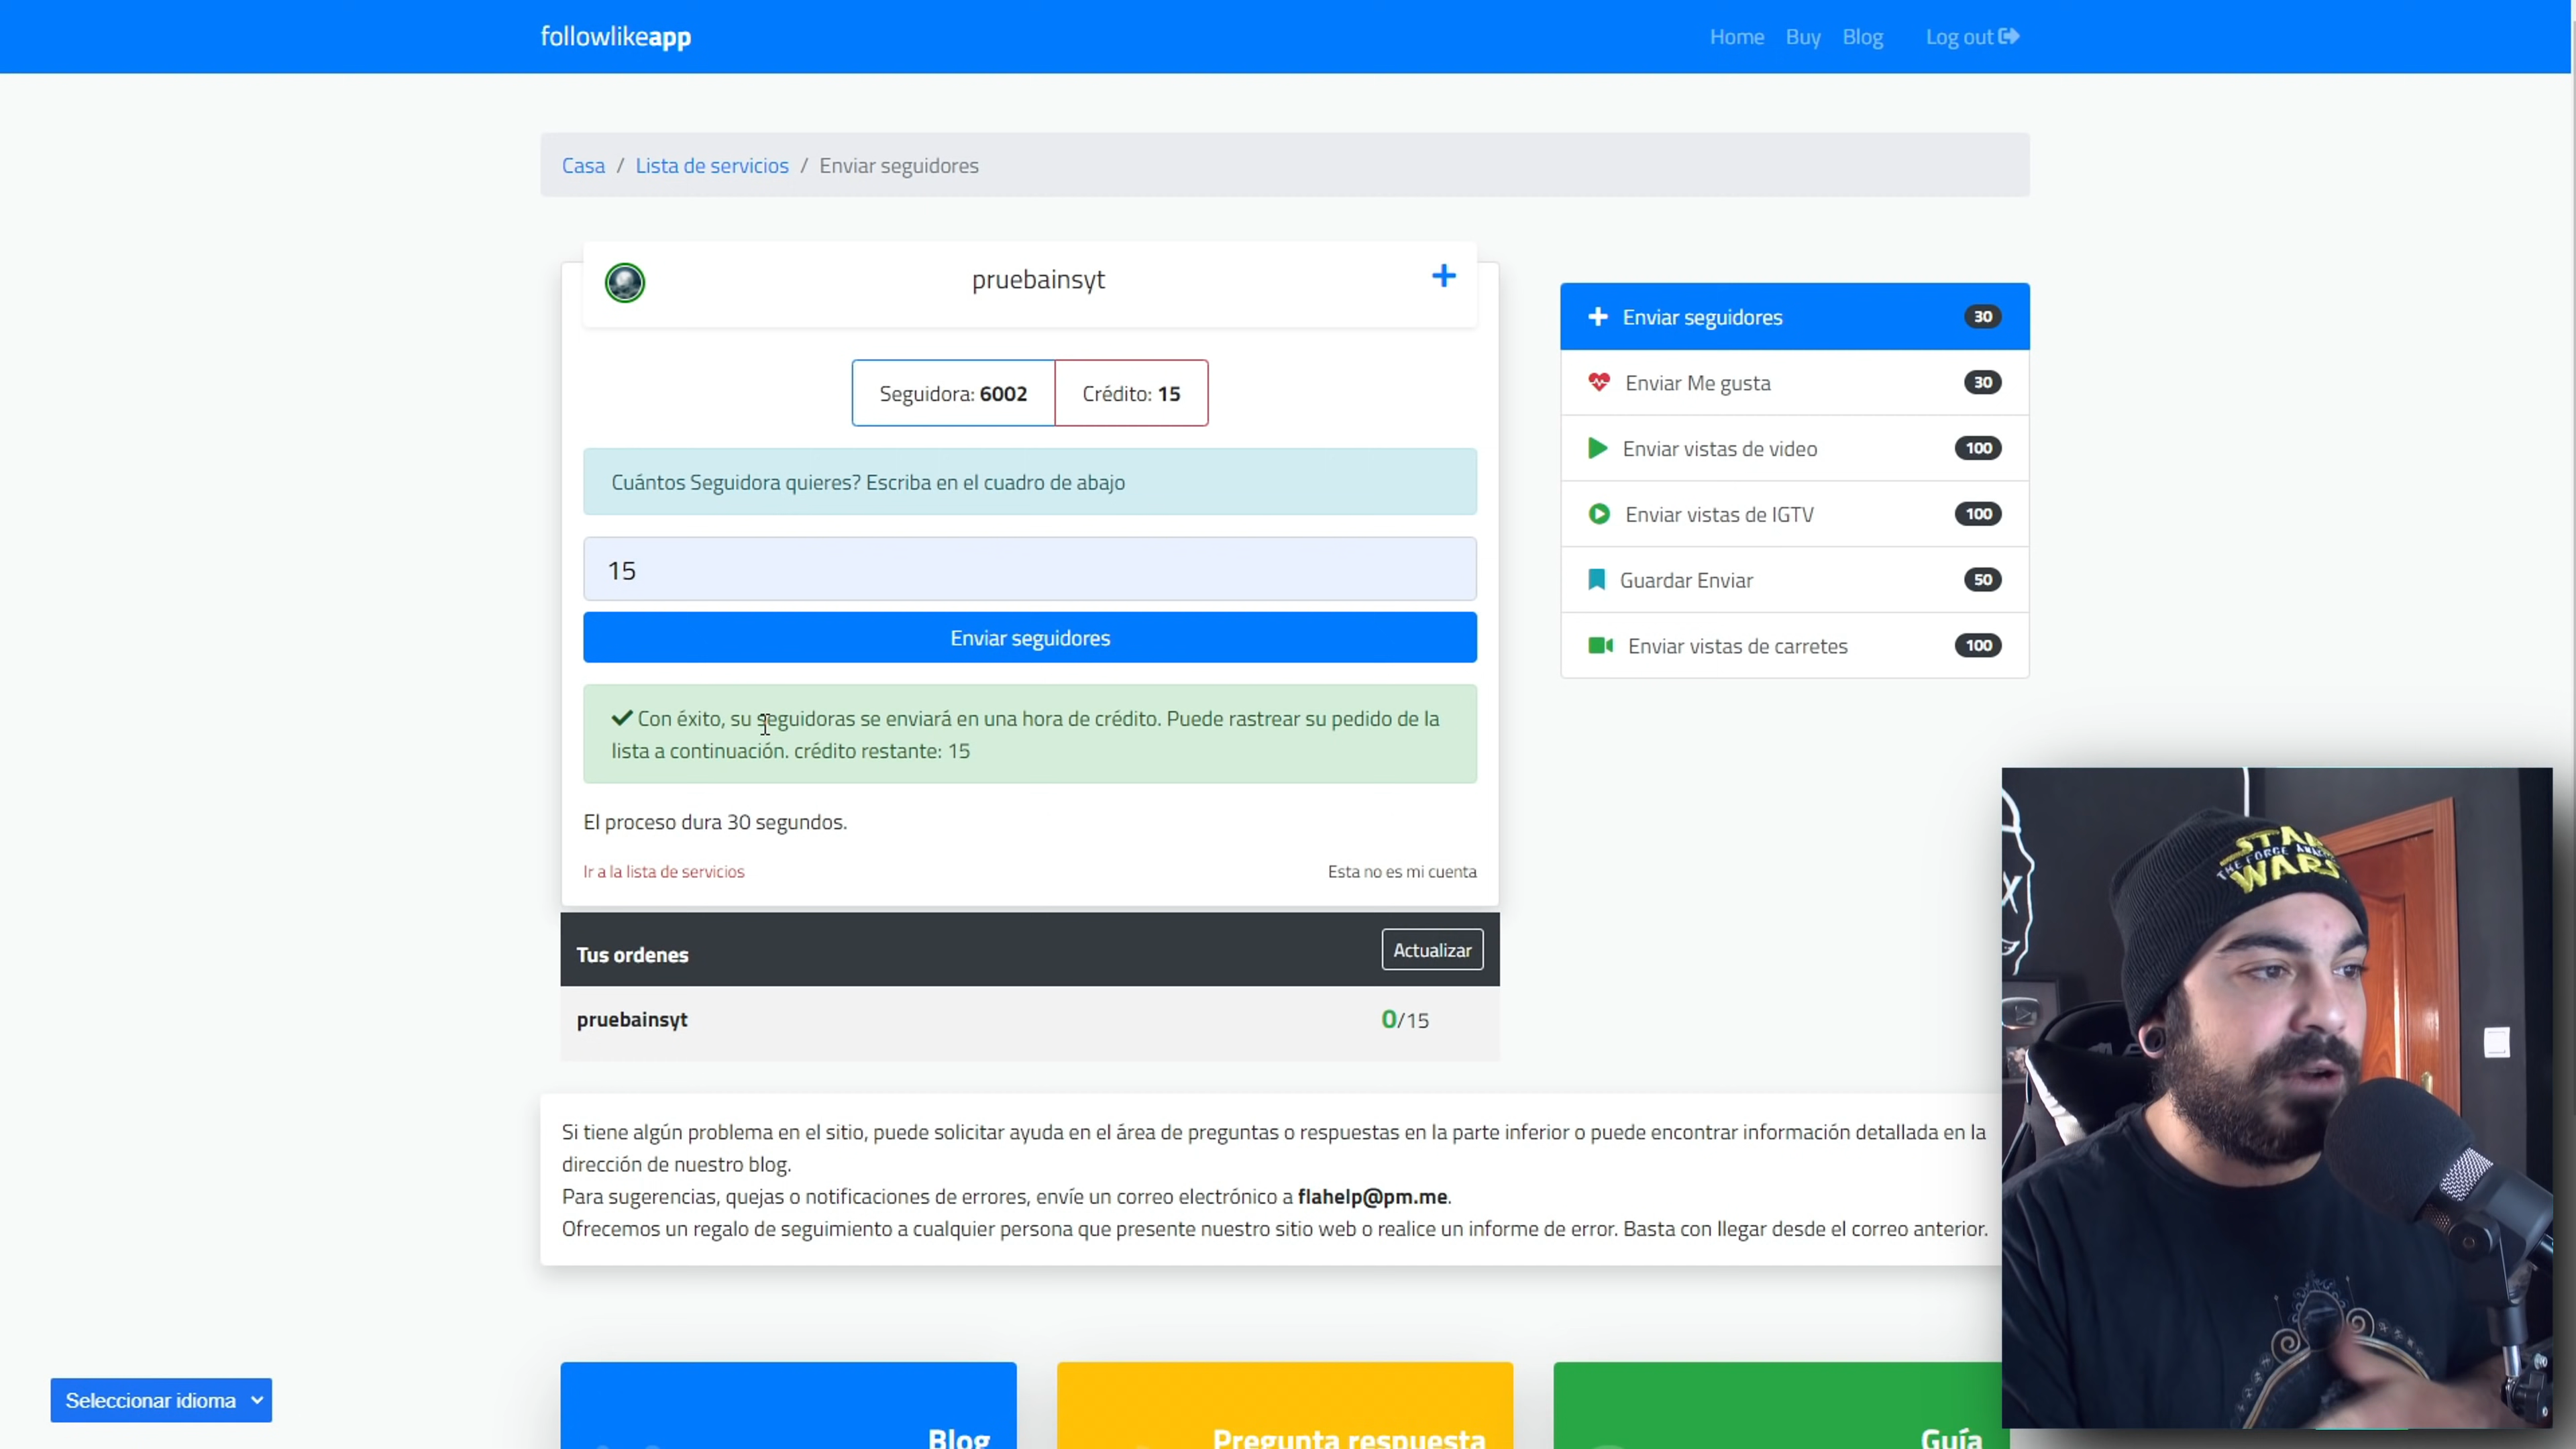 followlikeapp
Home Buy Blog Log out
Casa / Lista de servicios / Enviar seguidores
pruebainsyt
Seguidora: 6002 Crédito: 15
Cuántos Seguidora quieres? Escriba en el cuadro de abajo
15
Enviar seguidores
Con éxito, su seguidoras se enviará en una hora de crédito. Puede rastrear su pedido de la
lista a continuación. crédito restante: 15
El proceso dura 30 segundos.
Ir a la lista de servicios Esta no es mi cuenta
Tus ordenes Actualizar
pruebainsyt 0/15
Enviar seguidores 30
Enviar Me gusta 30
Enviar vistas de video 100
Enviar vistas de IGTV 100
Guardar Enviar 50
Enviar vistas de carretes 100
Si tiene algún problema en el sitio, puede solicitar ayuda en el área de preguntas o respuestas en la parte inferior o puede encontrar información detallada en la
dirección de nuestro blog.
Para sugerencias, quejas o notificaciones de errores, envíe un correo electrónico a flahelp@pm.me.
Ofrecemos un regalo de seguimiento a cualquier persona que presente nuestro sitio web o realice un informe de error. Basta con llegar desde el correo anterior.
Blog
Pregunta respuesta
Guía
Seleccionar idioma
STAR
THE FORCE AWAKENS
WARS
X